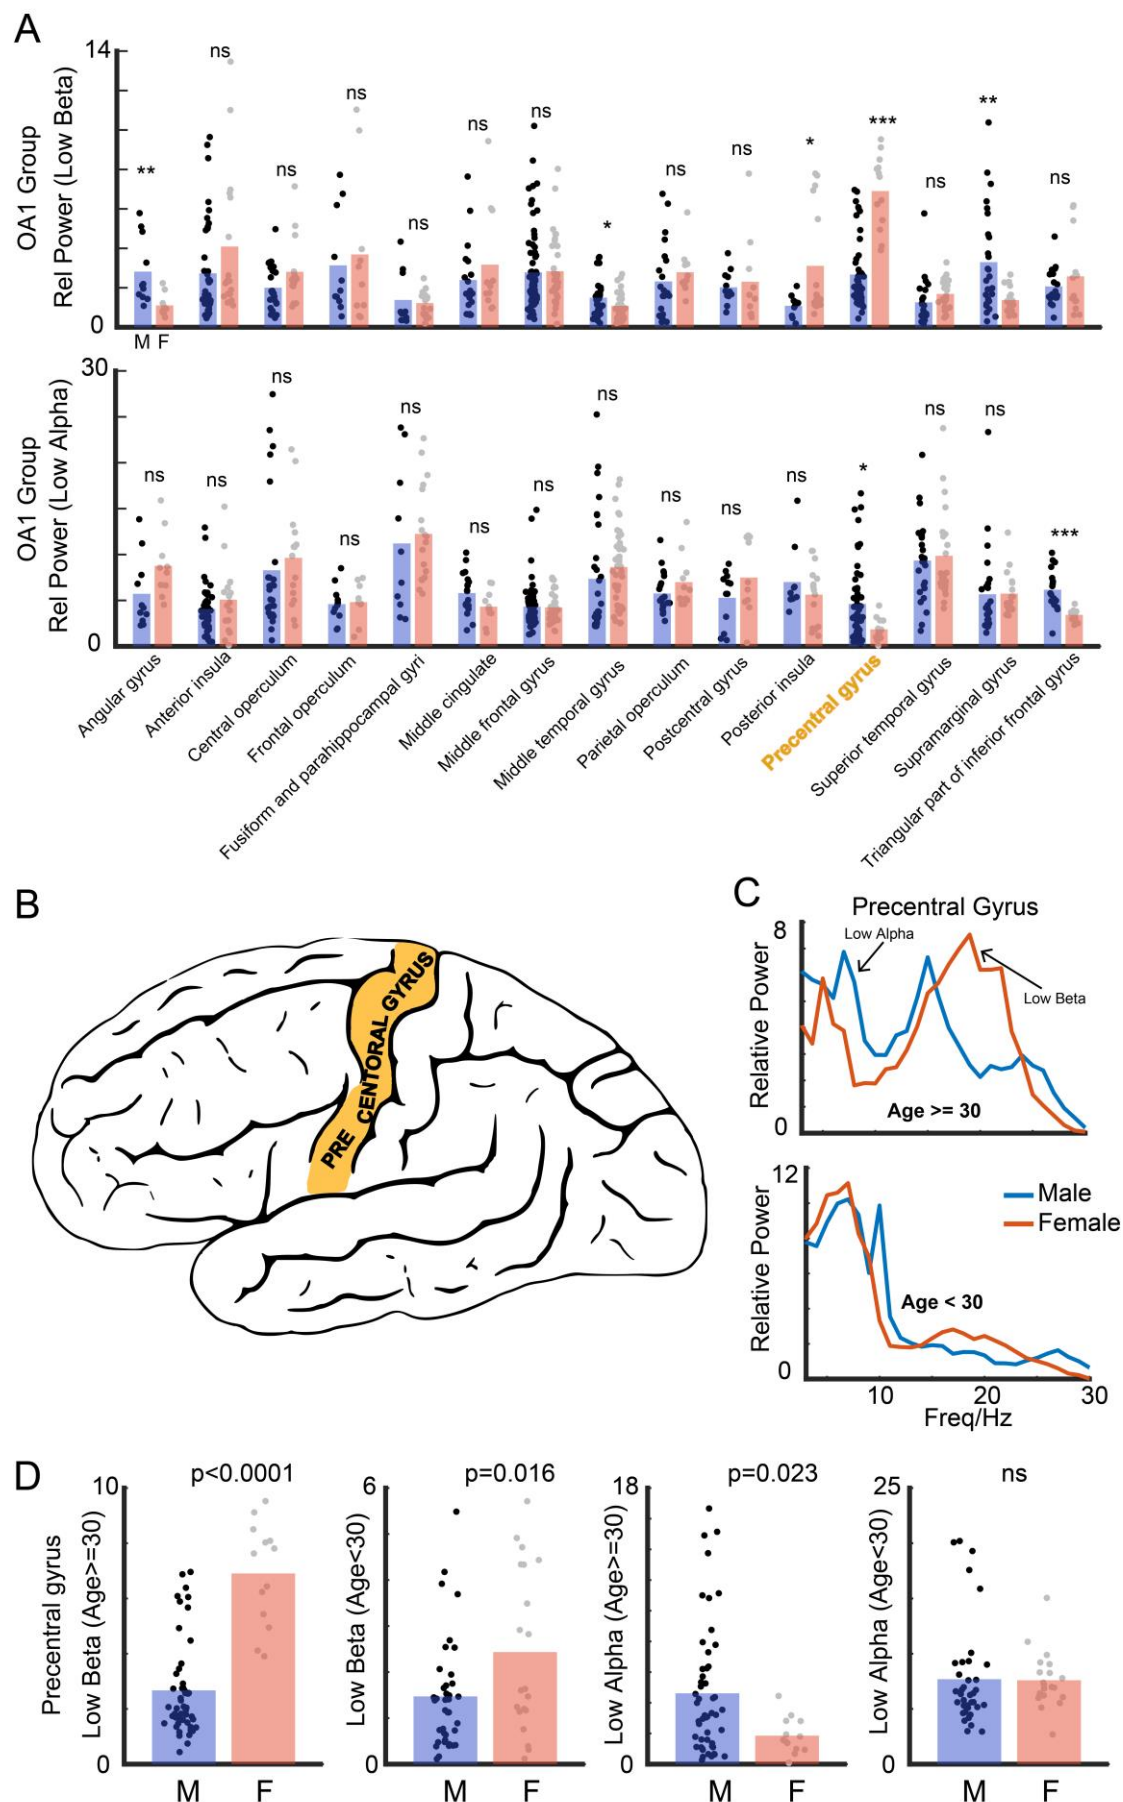 A
14
OA1 Group
Rel Power (Low Beta)
0
** ns ns ns ns ns ns * ns ns * *** ns ** ns
M F
30
OA1 Group
Rel Power (Low Alpha)
0
ns ns ns ns ns ns ns ns ns ns ns * ns ns ***
Angular gyrus
Anterior insula
Central operculum
Frontal operculum
Fusiform and parahippocampal gyri
Middle cingulate
Middle frontal gyrus
Middle temporal gyrus
Parietal operculum
Postcentral gyrus
Posterior insula
Precentral gyrus
Superior temporal gyrus
Supramarginal gyrus
Triangular part of inferior frontal gyrus
B
PRE CENTORAL GYRUS
C
Precentral Gyrus
8
Relative Power
0
Low Alpha
Low Beta
Age >= 30
12
Relative Power
0
Male
Female
Age < 30
10 20 30
Freq/Hz
D
Precentral gyrus
Low Beta (Age>=30)
10
0
p<0.0001
M F
Low Beta (Age<30)
6
0
p=0.016
M F
Low Alpha (Age>=30)
18
0
p=0.023
M F
Low Alpha (Age<30)
25
0
ns
M F